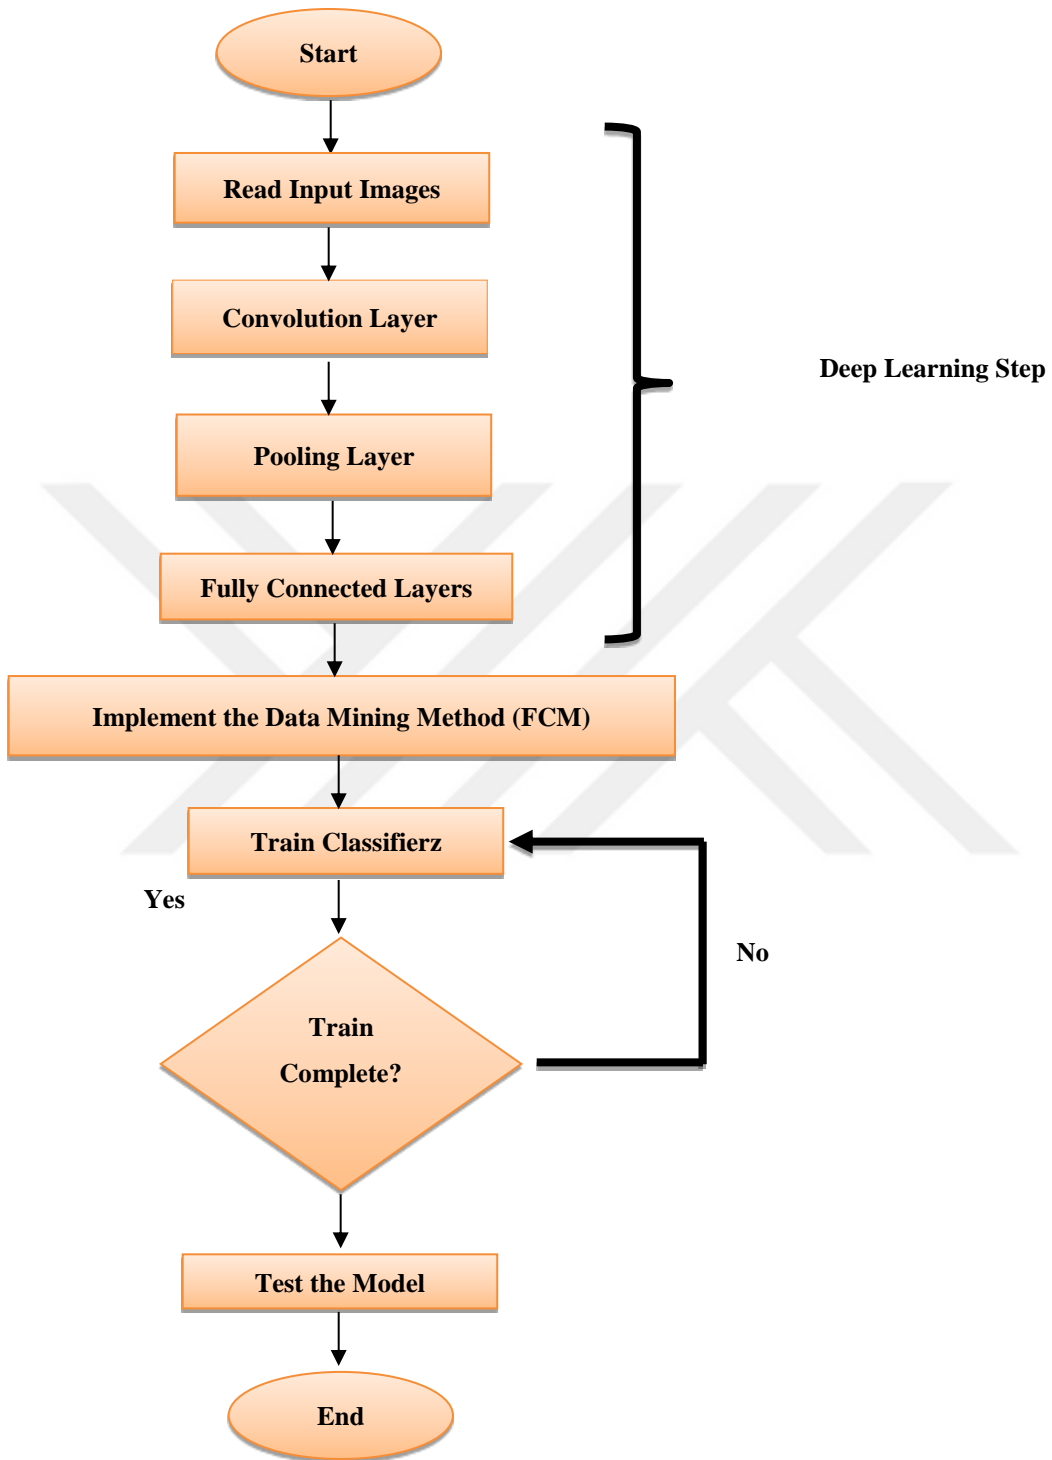 Start
Read Input Images
Convolution Layer
Deep Learning Step
Pooling Layer
Fully Connected Layers
Implement the Data Mining Method (FCM)
Train Classifierz
Yes
No
Train
Complete?
Test the Model
End